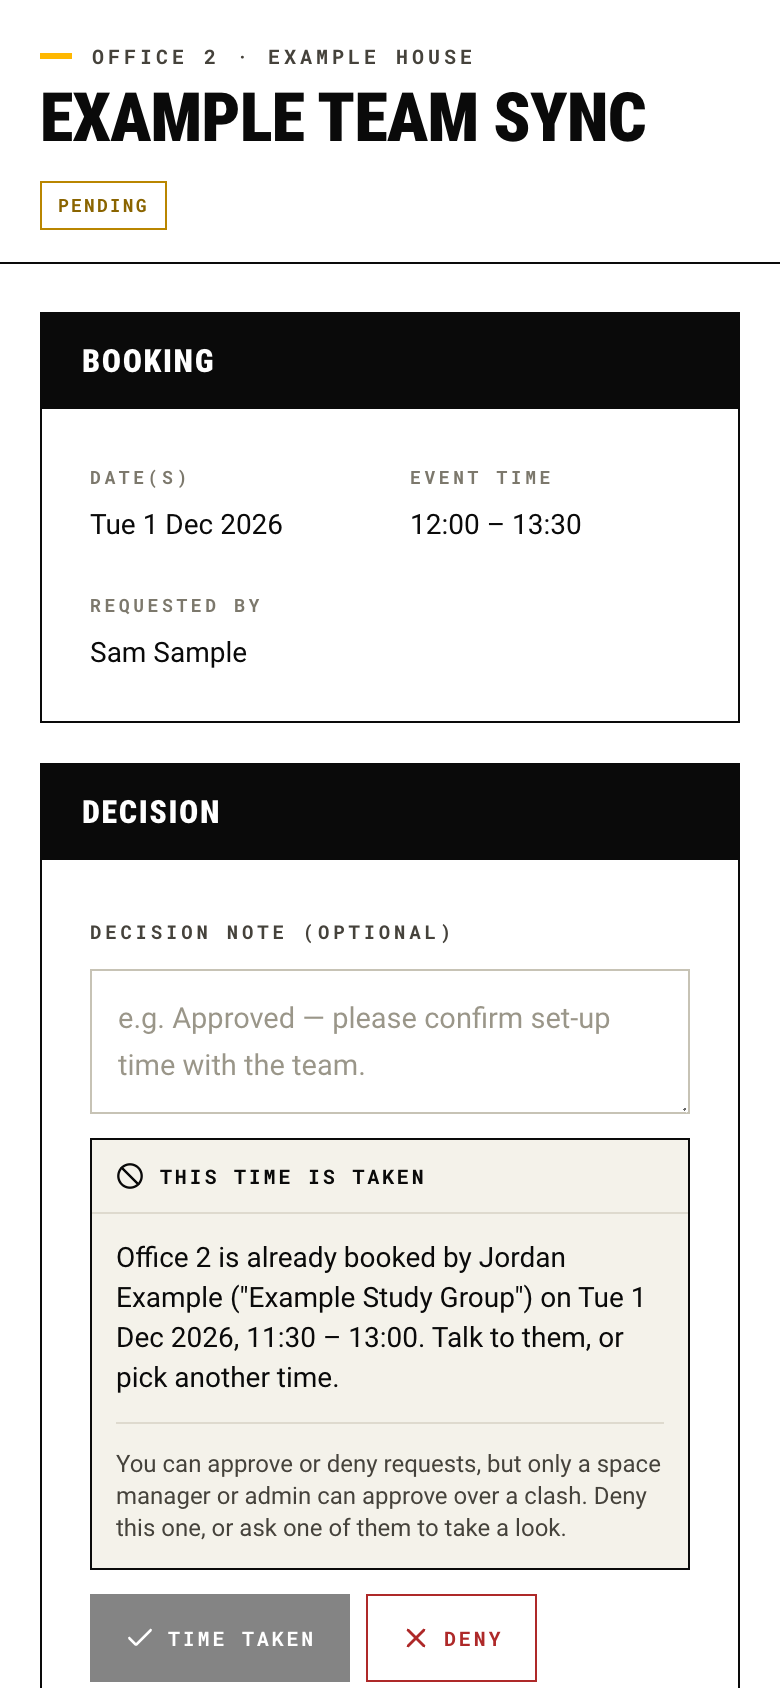 OFFICE 2 · EXAMPLE HOUSE
EXAMPLE TEAM SYNC
PENDING
BOOKING
DATE(S)
Tue 1 Dec 2026
EVENT TIME
12:00 – 13:30
REQUESTED BY
Sam Sample
DECISION
DECISION NOTE (OPTIONAL)
e.g. Approved — please confirm set-up
time with the team.
THIS TIME IS TAKEN
Office 2 is already booked by Jordan
Example ("Example Study Group") on Tue 1
Dec 2026, 11:30 – 13:00. Talk to them, or
pick another time.
You can approve or deny requests, but only a space
manager or admin can approve over a clash. Deny
this one, or ask one of them to take a look.
TIME TAKEN
DENY